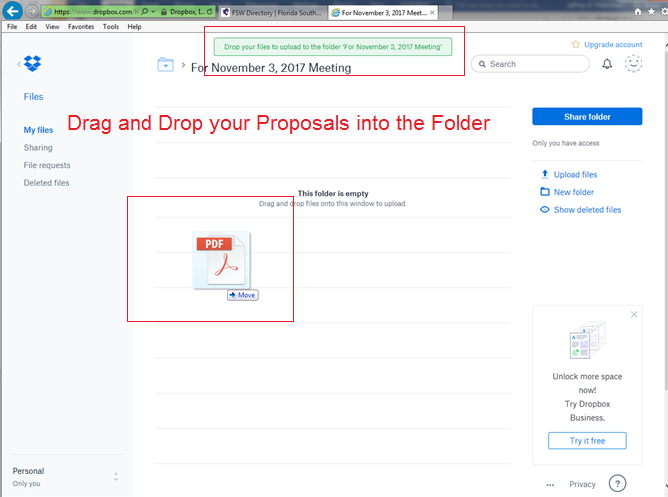 https://www.dropbox.com/h
Dropbox, I...
FSW Directory | Florida South...
For November 3, 2017 Meet...
File Edit View Favorites Tools Help
Drop your files to upload to the folder 'For November 3, 2017 Meeting'
Upgrade account
For November 3, 2017 Meeting
Search
Files
Drag and Drop your Proposals into the Folder
Share folder
My files
Only you have access
Sharing
File requests
Upload files
Deleted files
New folder
This folder is empty
Drag and drop files onto this window to upload.
Show deleted files
PDF
Move
Unlock more space
now!
Try Dropbox
Business.
Try it free
Personal
Only you
... Privacy ?